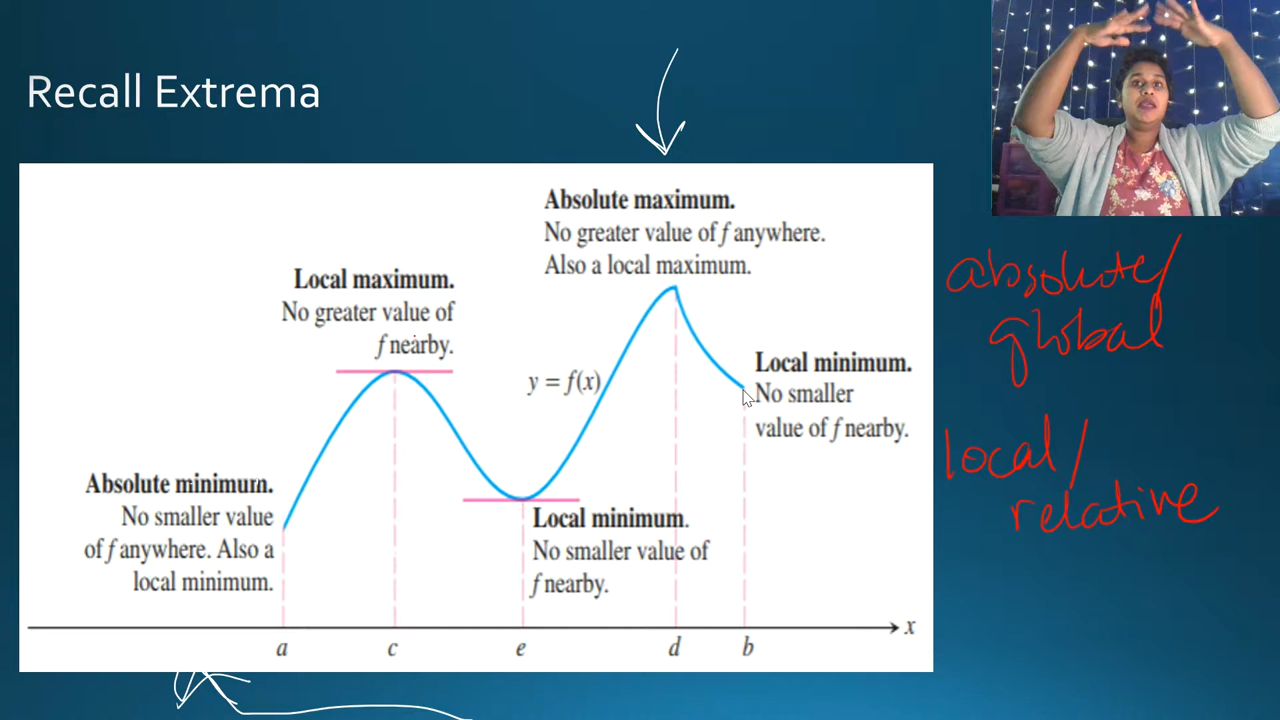 Recall Extrema
Absolute maximum.
No greater value of f anywhere.
Also a local maximum.
Local maximum.
No greater value of
f nearby.
y = f(x)
Local minimum.
No smaller
value of f nearby.
Absolute minimum.
No smaller value
of f anywhere. Also a
local minimum.
Local minimum.
No smaller value of
f nearby.
x
a c e d b
absolute/
global
local/
relative